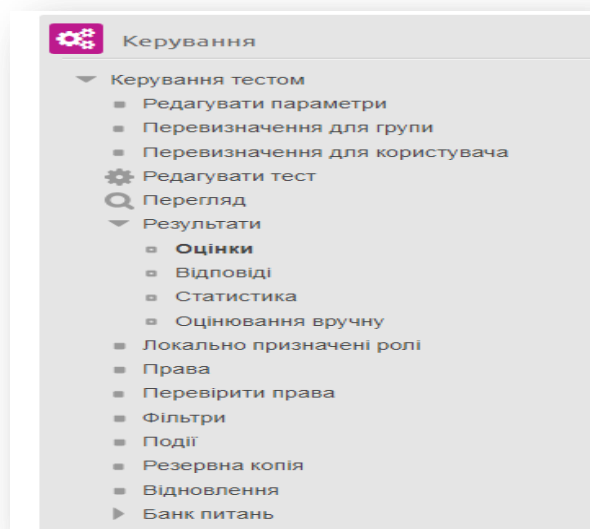 Керування
Керування тестом
Редагувати параметри
Перевизначення для групи
Перевизначення для користувача
Редагувати тест
Перегляд
Результати
Оцінки
Відповіді
Статистика
Оцінювання вручну
Локально призначені ролі
Права
Перевірити права
Фільтри
Події
Резервна копія
Відновлення
Банк питань